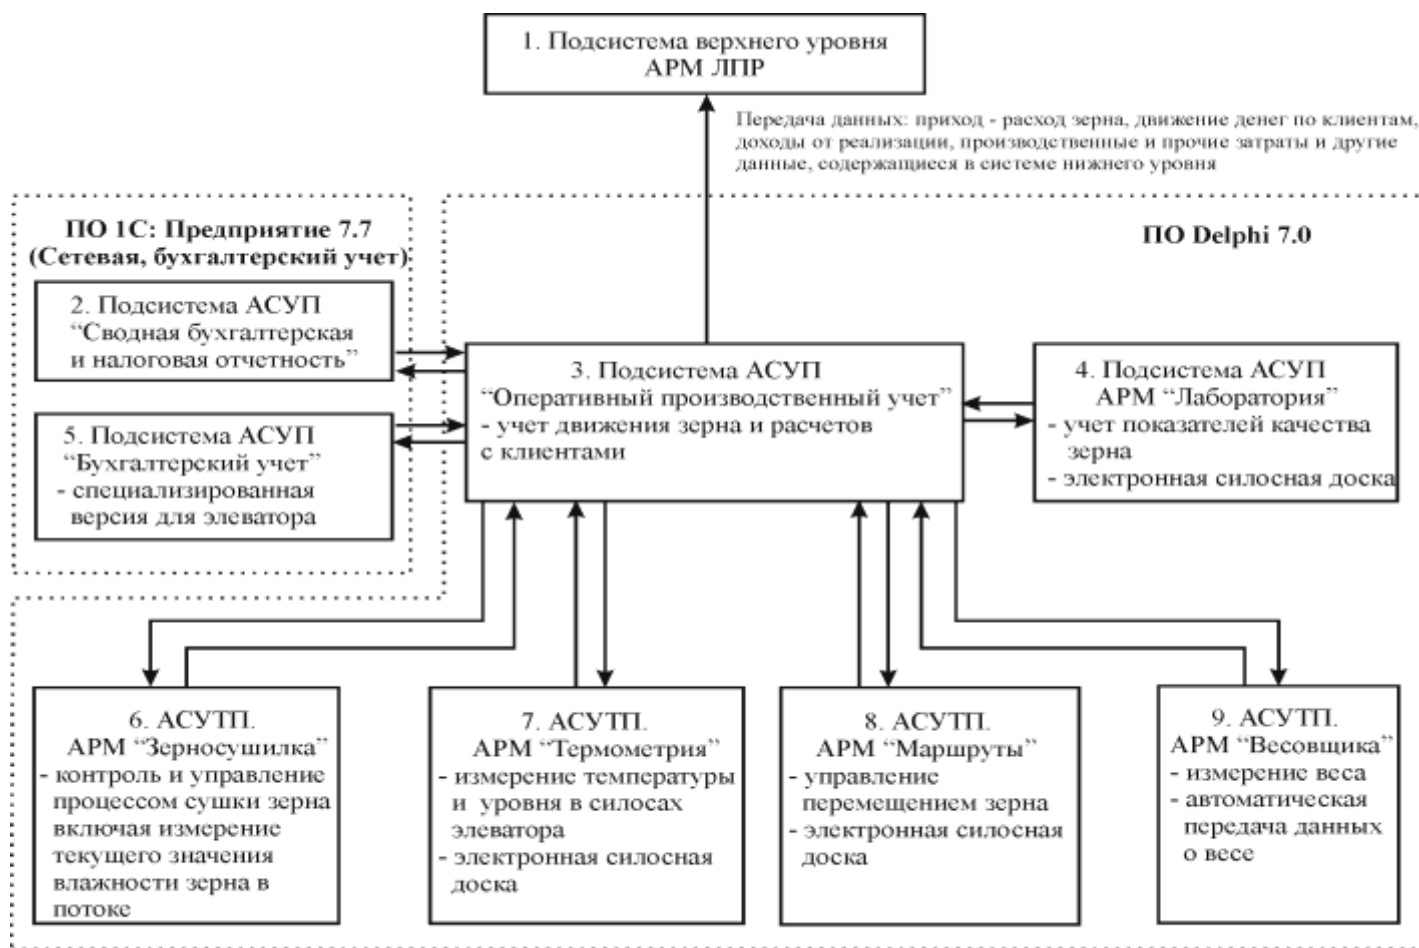 1. Подсистема верхнего уровня
АРМ ЛПР
Передача данных: приход - расход зерна, движение денег по клиентам,
доходы от реализации, производственные и прочие затраты и другие
данные, содержащиеся в системе нижнего уровня
ПО 1С: Предприятие 7.7
(Сетевая, бухгалтерский учет)
ПО Delphi 7.0
2. Подсистема АСУП
“Сводная бухгалтерская
и налоговая отчетность”
3. Подсистема АСУП
“Оперативный производственный учет”
- учет движения зерна и расчетов
с клиентами
4. Подсистема АСУП
АРМ “Лаборатория”
- учет показателей качества
зерна
- электронная силосная доска
5. Подсистема АСУП
“Бухгалтерский учет”
- специализированная
версия для элеватора
6. АСУТП.
АРМ “Зерносушилка”
- контроль и управление
процессом сушки зерна
включая измерение
текущего значения
влажности зерна в
потоке
7. АСУТП.
АРМ “Термометрия”
- измерение температуры
и уровня в силосах
элеватора
- электронная силосная
доска
8. АСУТП.
АРМ “Маршруты”
- управление
перемещением зерна
- электронная силосная
доска
9. АСУТП.
АРМ “Весовщика”
- измерение веса
- автоматическая
передача данных
о весе